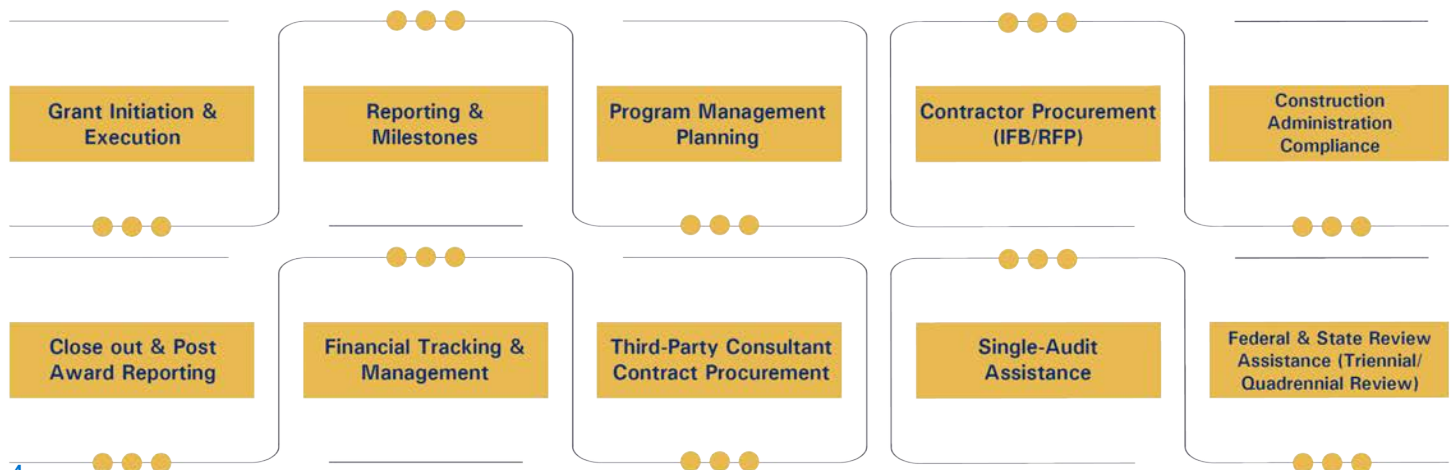 Grant Initiation &
Execution
Reporting &
Milestones
Program Management
Planning
Contractor Procurement
(IFB/RFP)
Construction
Administration
Compliance
Close out & Post
Award Reporting
Financial Tracking &
Management
Third-Party Consultant
Contract Procurement
Single-Audit
Assistance
Federal & State Review
Assistance (Triennial/
Quadrennial Review)